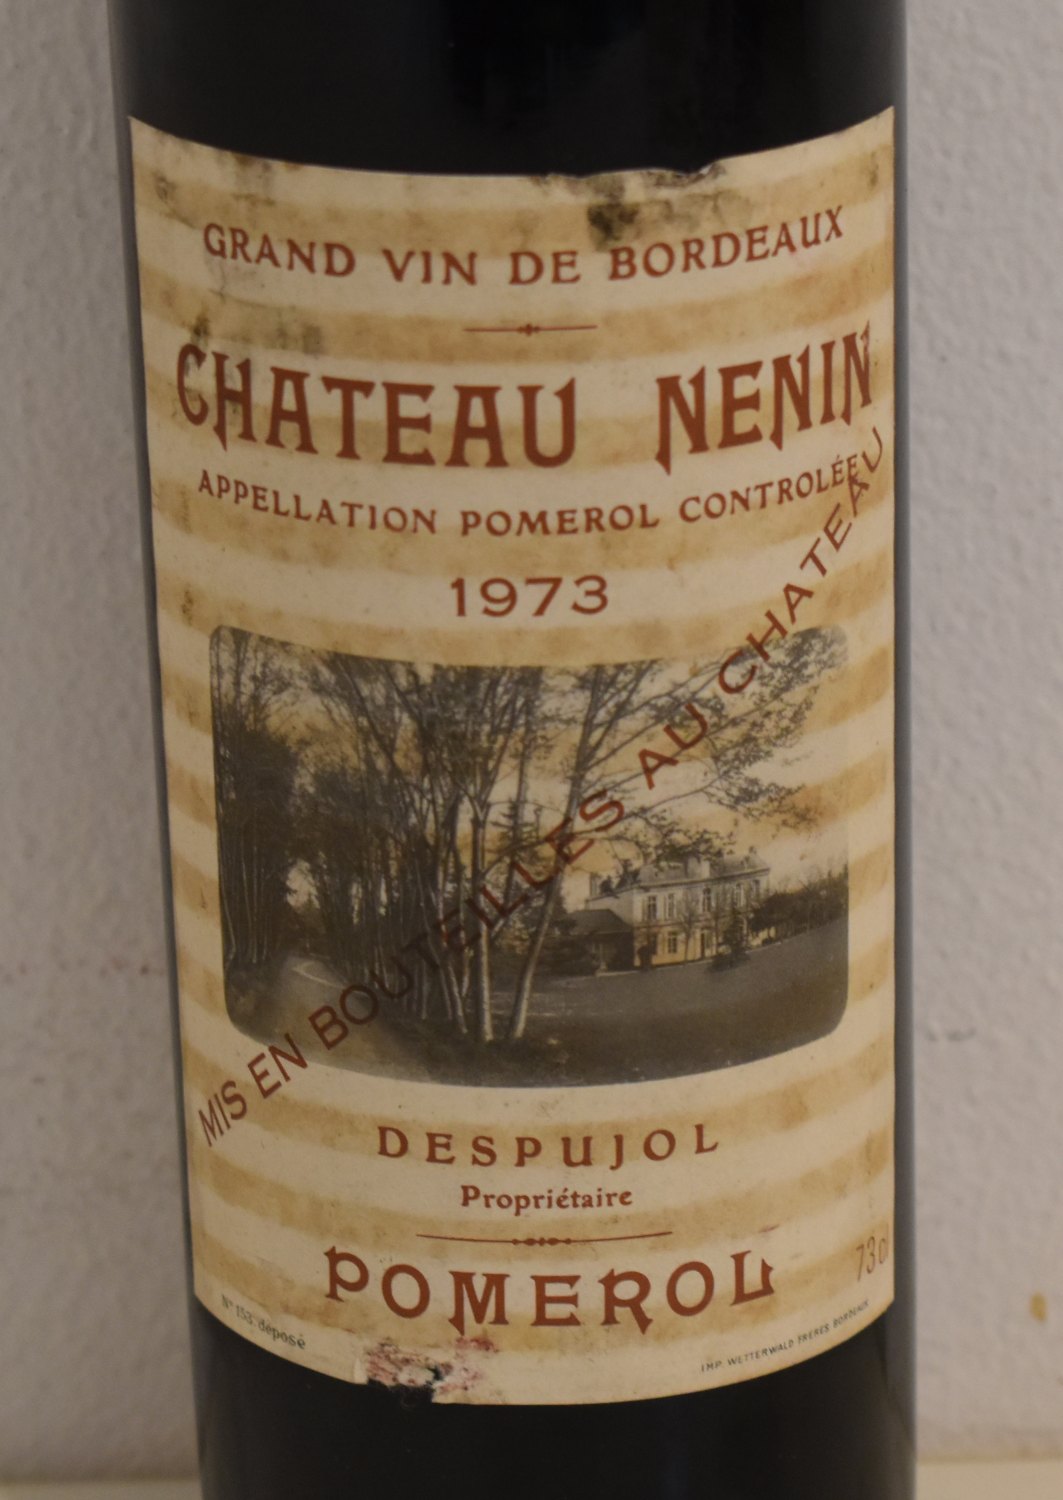 GRAND VIN DE BORDEAUX
CHATEAU NENIN
APPELLATION POMEROL CONTROLÉE
1973
MIS EN BOUTEILLES AU CHATEAU
DESPUJOL
Propriétaire
POMEROL
73 cl
N° 153 déposé
IMP. WETTERWALD FRERES BORDEAUX